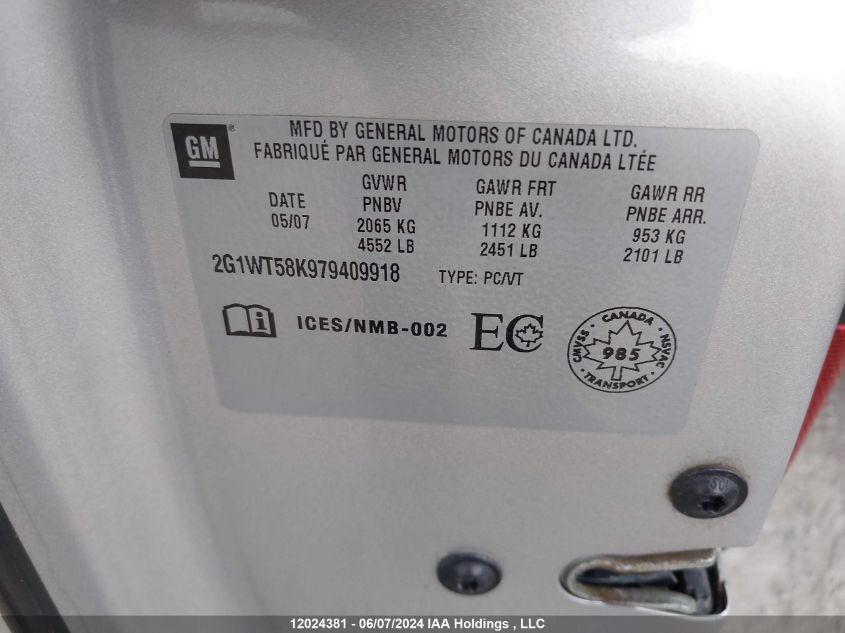 GM ®
MFD BY GENERAL MOTORS OF CANADA LTD.
FABRIQUÉ PAR GENERAL MOTORS DU CANADA LTÉE
DATE
05/07
GVWR
PNBV
2065 KG
4552 LB
GAWR FRT
PNBE AV.
1112 KG
2451 LB
GAWR RR
PNBE ARR.
953 KG
2101 LB
2G1WT58K979409918 TYPE: PC/VT
i ICES/NMB-002 EC
CANADA
CMVSS
NSVAC
985
TRANSPORT
12024381 - 06/07/2024 IAA Holdings , LLC